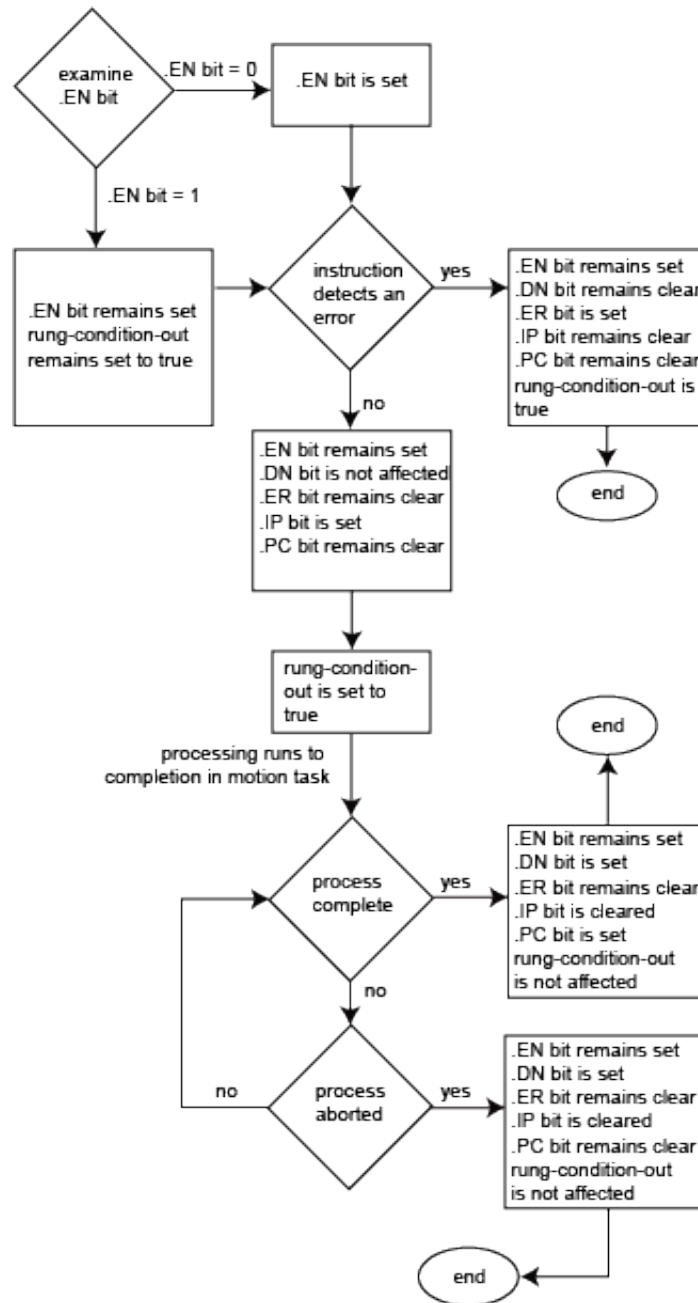 examine
.EN bit
.EN bit = 0
.EN bit is set
.EN bit = 1
.EN bit remains set
rung-condition-out
remains set to true
instruction
detects an
error
yes
.EN bit remains set
.DN bit remains clear
.ER bit is set
.IP bit remains clear
.PC bit remains clear
rung-condition-out is
true
end
no
.EN bit remains set
.DN bit is not affected
.ER bit remains clear
.IP bit is set
.PC bit remains clear
rung-condition-
out is set to
true
processing runs to
completion in motion task
process
complete
yes
.EN bit remains set
.DN bit is set
.ER bit remains clear
.IP bit is cleared
.PC bit is set
rung-condition-out
is not affected
end
no
process
aborted
no
yes
.EN bit remains set
.DN bit is set
.ER bit remains clear
.IP bit is cleared
.PC bit remains clear
rung-condition-out
is not affected
end